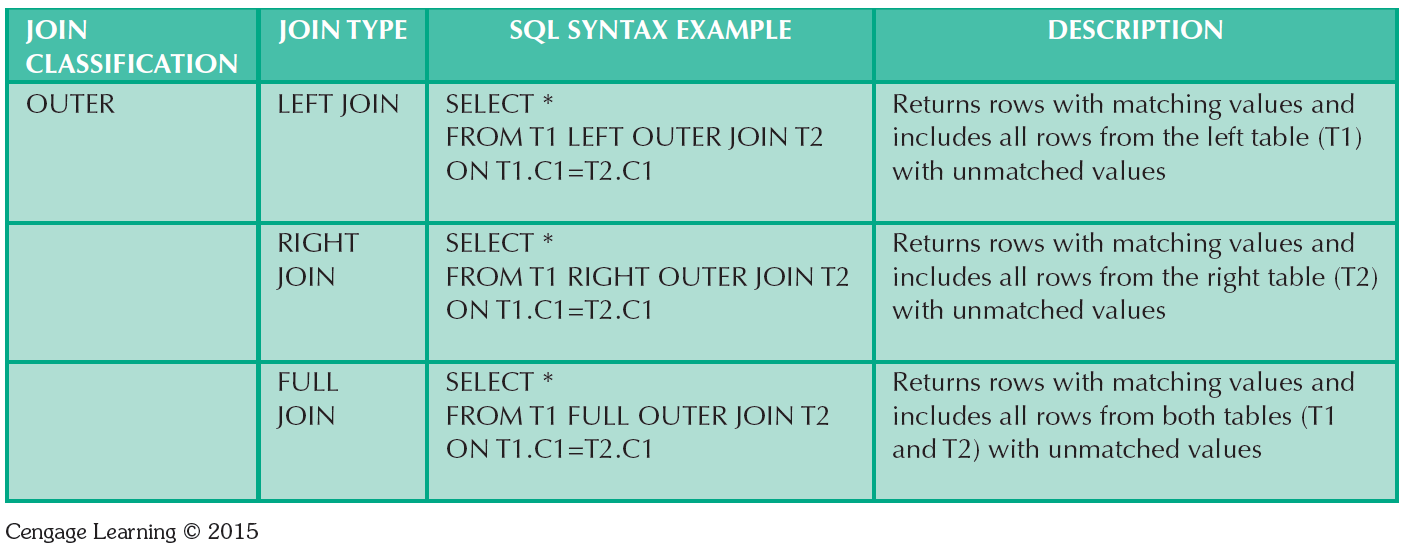 JOIN CLASSIFICATION
JOIN TYPE
SQL SYNTAX EXAMPLE
DESCRIPTION
OUTER
LEFT JOIN
SELECT *
FROM T1 LEFT OUTER JOIN T2
ON T1.C1=T2.C1
Returns rows with matching values and
includes all rows from the left table (T1)
with unmatched values
RIGHT
JOIN
SELECT *
FROM T1 RIGHT OUTER JOIN T2
ON T1.C1=T2.C1
Returns rows with matching values and
includes all rows from the right table (T2)
with unmatched values
FULL
JOIN
SELECT *
FROM T1 FULL OUTER JOIN T2
ON T1.C1=T2.C1
Returns rows with matching values and
includes all rows from both tables (T1
and T2) with unmatched values
Cengage Learning © 2015